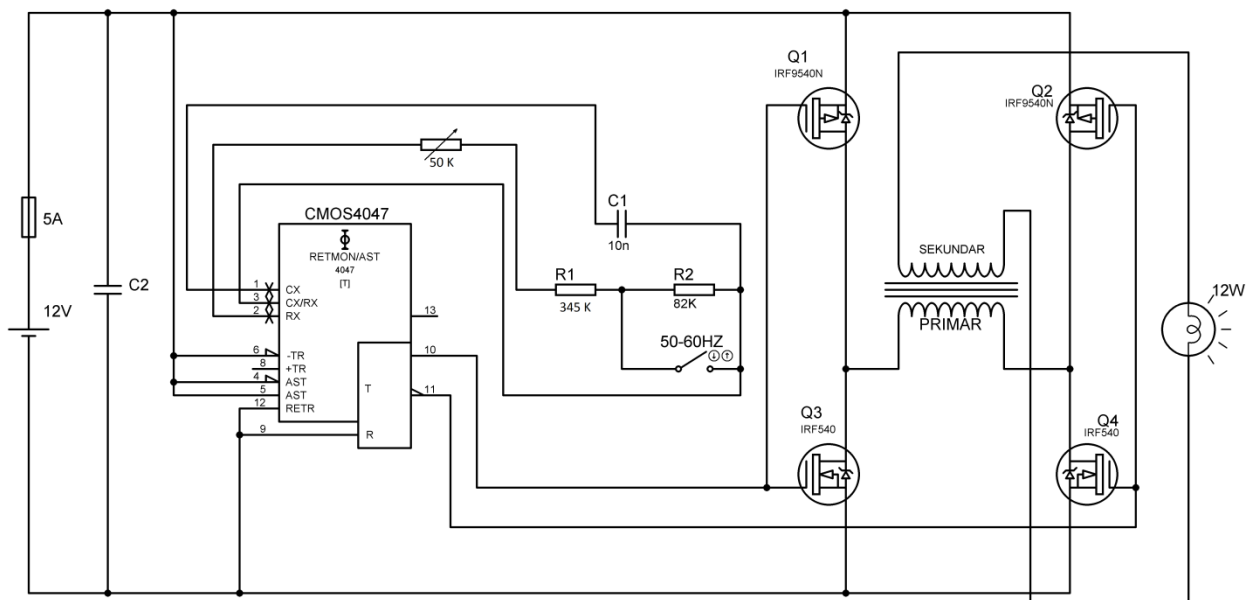 Q1
IRF9540N
Q2
IRF9540N
50 K
C1
10n
5A
CMOS4047
RETMON/AST
4047
[T]
SEKUNDAR
PRIMAR
R1
345 K
R2
82K
C2
12V
12W
1 CX
3 CX/RX
2 RX
13
50-60HZ
6 -TR
8 +TR
4 AST
5 AST
12 RETR
9 R
10
T
11
Q3
IRF540
Q4
IRF540